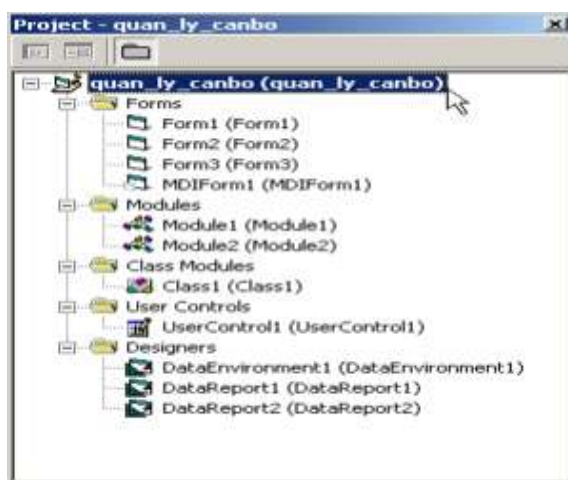 Project - quan_ly_canbo
quan_ly_canbo (quan_ly_canbo)
Forms
Form1 (Form1)
Form2 (Form2)
Form3 (Form3)
MDIForm1 (MDIForm1)
Modules
Module1 (Module1)
Module2 (Module2)
Class Modules
Class1 (Class1)
User Controls
UserControl1 (UserControl1)
Designers
DataEnvironment1 (DataEnvironment1)
DataReport1 (DataReport1)
DataReport2 (DataReport2)